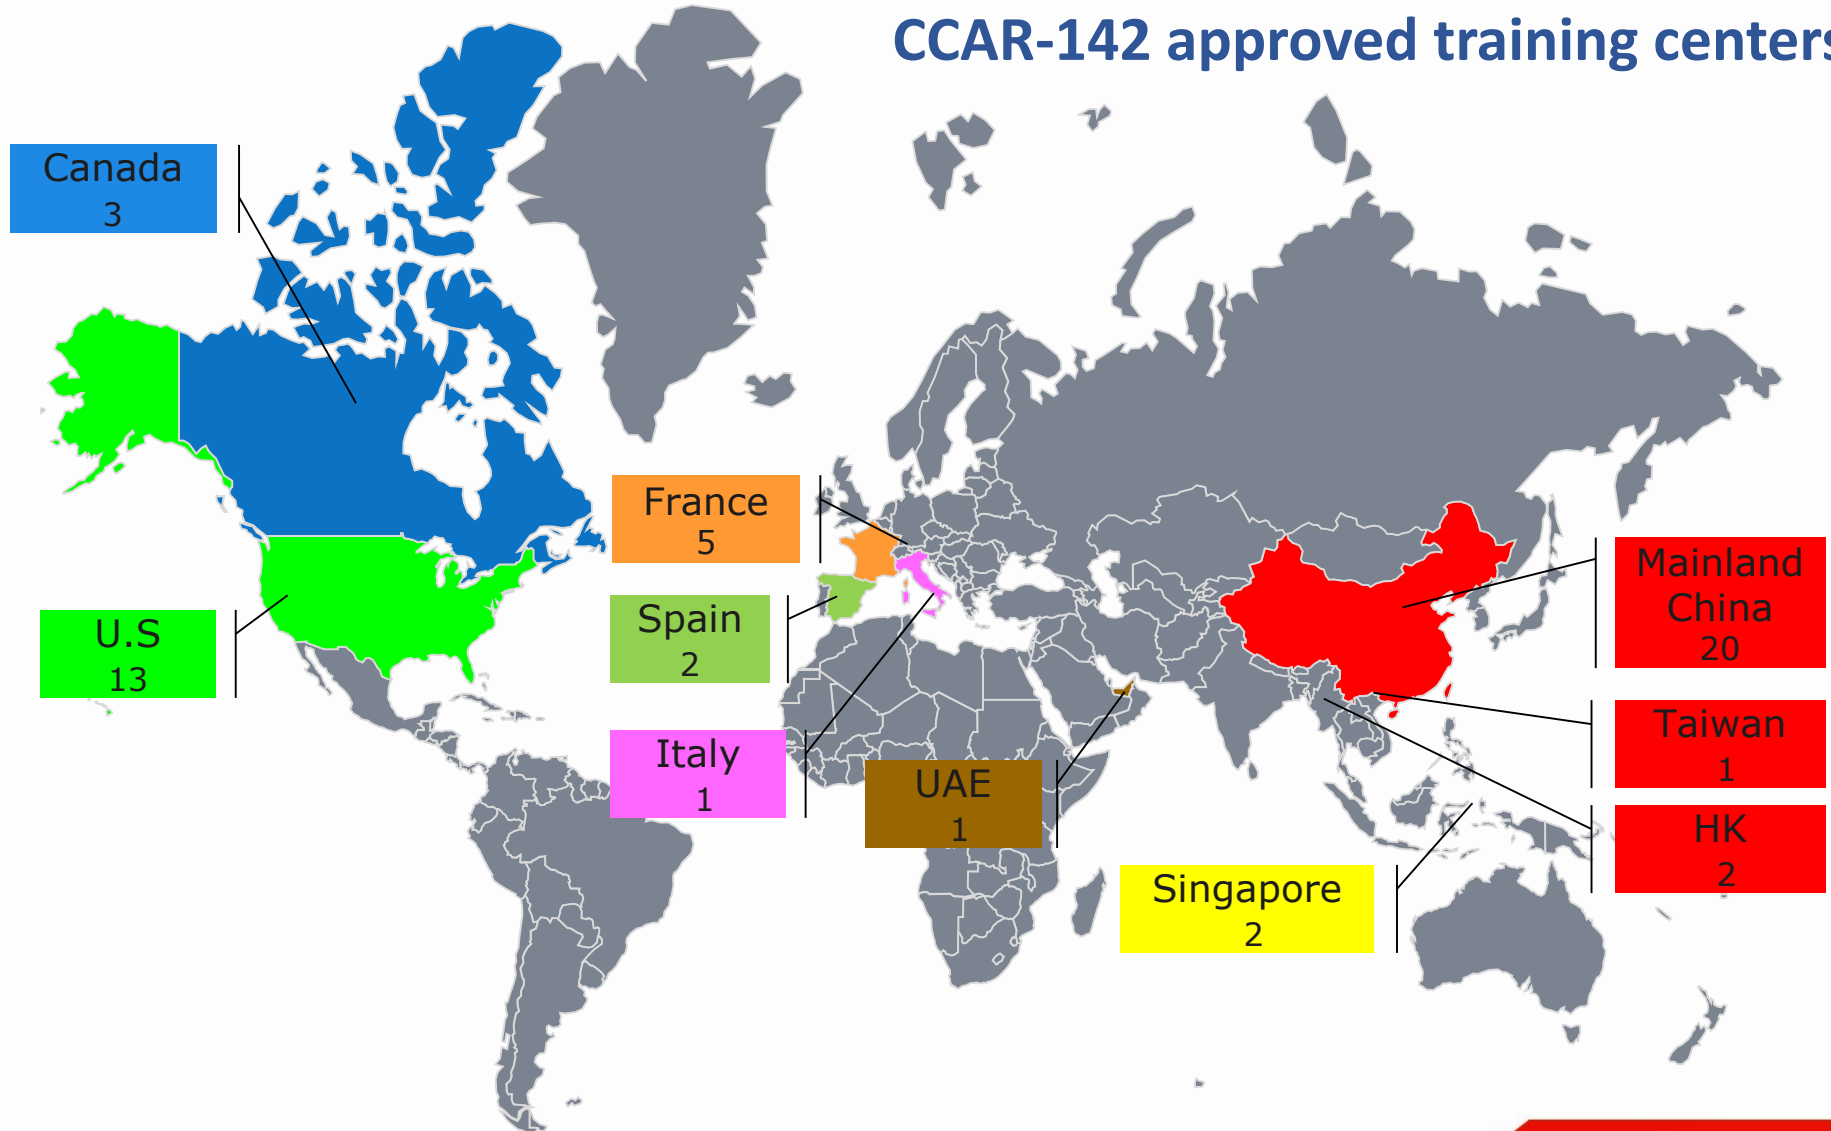 CCAR-142 approved training centers
Canada
3
U.S
13
France
5
Spain
2
Italy
1
UAE
1
Singapore
2
Mainland
China
20
Taiwan
1
HK
2